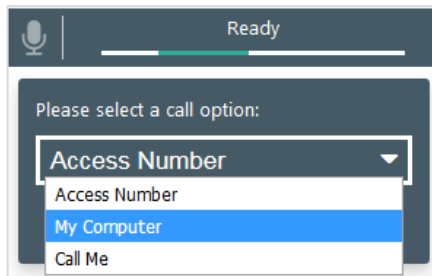 Ready
Please select a call option:
Access Number
Access Number
My Computer
Call Me